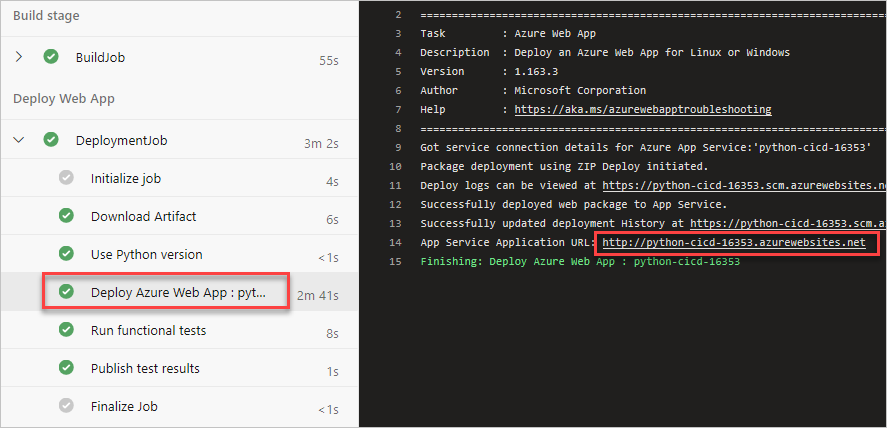 Build stage
BuildJob 55s
Deploy Web App
DeploymentJob 3m 2s
Initialize job 4s
Download Artifact 6s
Use Python version <1s
Deploy Azure Web App : pyt... 2m 41s
Run functional tests 8s
Publish test results 1s
Finalize Job <1s
2 ==============================================================================
3 Task : Azure Web App
4 Description : Deploy an Azure Web App for Linux or Windows
5 Version : 1.163.3
6 Author : Microsoft Corporation
7 Help : https://aka.ms/azurewebapptroubleshooting
8 ==============================================================================
9 Got service connection details for Azure App Service:'python-cicd-16353'
10 Package deployment using ZIP Deploy initiated.
11 Deploy logs can be viewed at https://python-cicd-16353.scm.azurewebsites.ne
12 Successfully deployed web package to App Service.
13 Successfully updated deployment History at https://python-cicd-16353.scm.a
14 App Service Application URL: http://python-cicd-16353.azurewebsites.net
15 Finishing: Deploy Azure Web App : python-cicd-16353